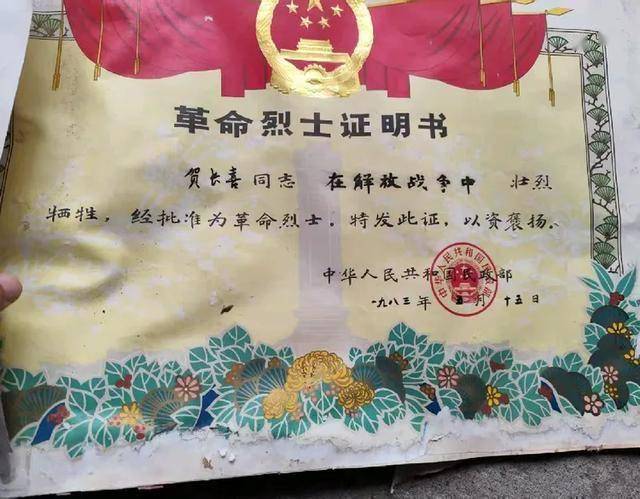 革命烈士证明书
贺长喜同志 在解放战争中 壮烈
牺牲，经批准为革命烈士。特发此证，以资褒扬。
中华人民共和国民政部
一九八三年 五月十五日